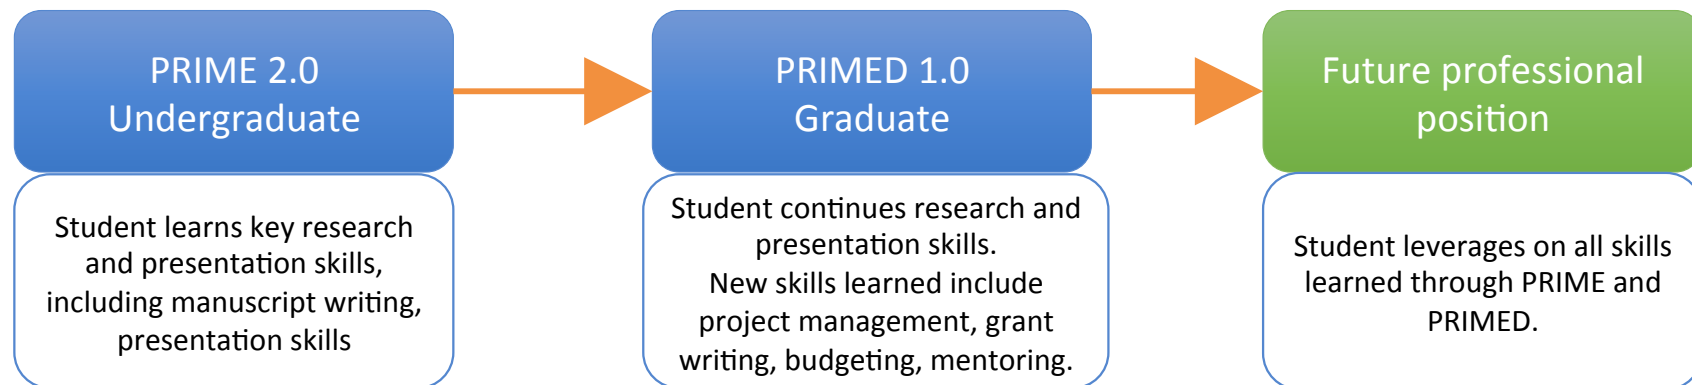 PRIME 2.0
Undergraduate
Student learns key research
and presentation skills,
including manuscript writing,
presentation skills
PRIMED 1.0
Graduate
Student continues research and
presentation skills.
New skills learned include
project management, grant
writing, budgeting, mentoring.
Future professional
position
Student leverages on all skills
learned through PRIME and
PRIMED.